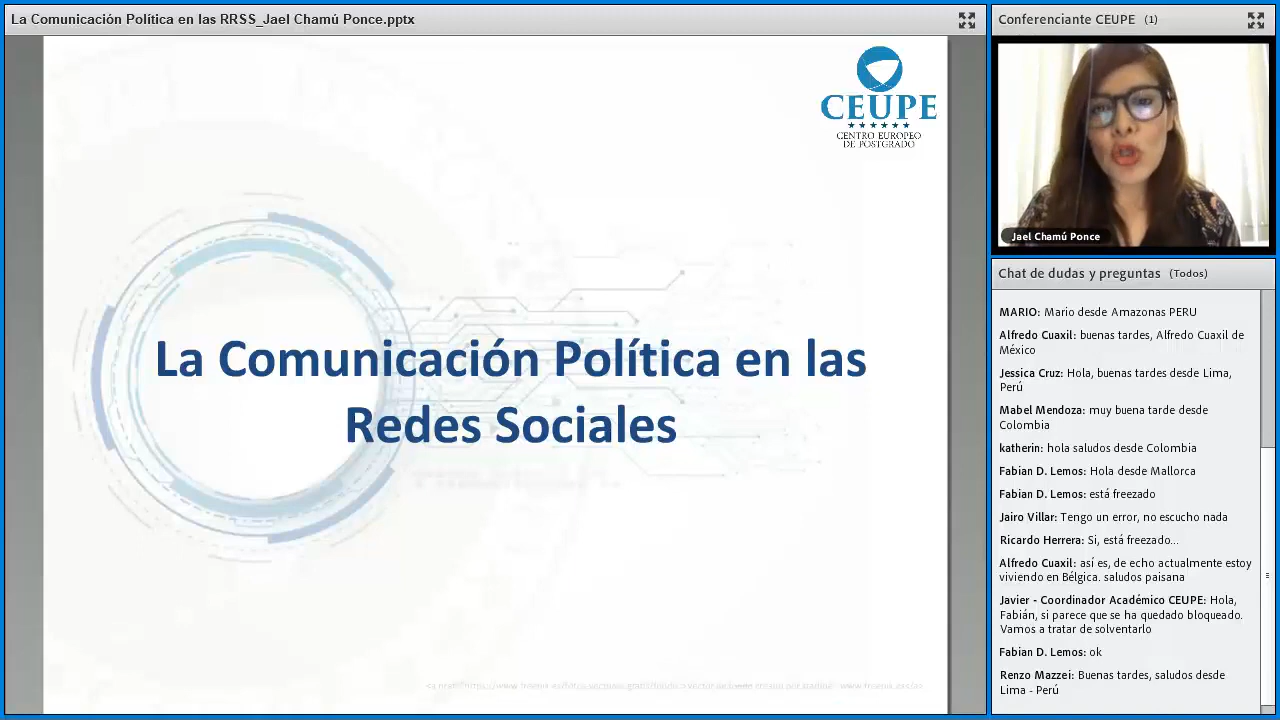 La Comunicación Política en las RRSS_Jael Chamú Ponce.pptx
CEUPE
CENTRO EUROPEO
DE POSTGRADO
La Comunicación Política en las
Redes Sociales
Conferenciante CEUPE (1)
Jael Chamú Ponce
Chat de dudas y preguntas (Todos)
MARIO: Mario desde Amazonas PERU
Alfredo Cuaxil: buenas tardes, Alfredo Cuaxil de
México
Jessica Cruz: Hola, buenas tardes desde Lima,
Perú
Mabel Mendoza: muy buena tarde desde
Colombia
katherin: hola saludos desde Colombia
Fabian D. Lemos: Hola desde Mallorca
Fabian D. Lemos: está freezado
Jairo Villar: Tengo un error, no escucho nada
Ricardo Herrera: Si, está freezado...
Alfredo Cuaxil: así es, de echo actualmente estoy
viviendo en Bélgica. saludos paisana
Javier - Coordinador Académico CEUPE: Hola,
Fabián, si parece que se ha quedado bloqueado.
Vamos a tratar de solventarlo
Fabian D. Lemos: ok
Renzo Mazzei: Buenas tardes, saludos desde
Lima - Perú